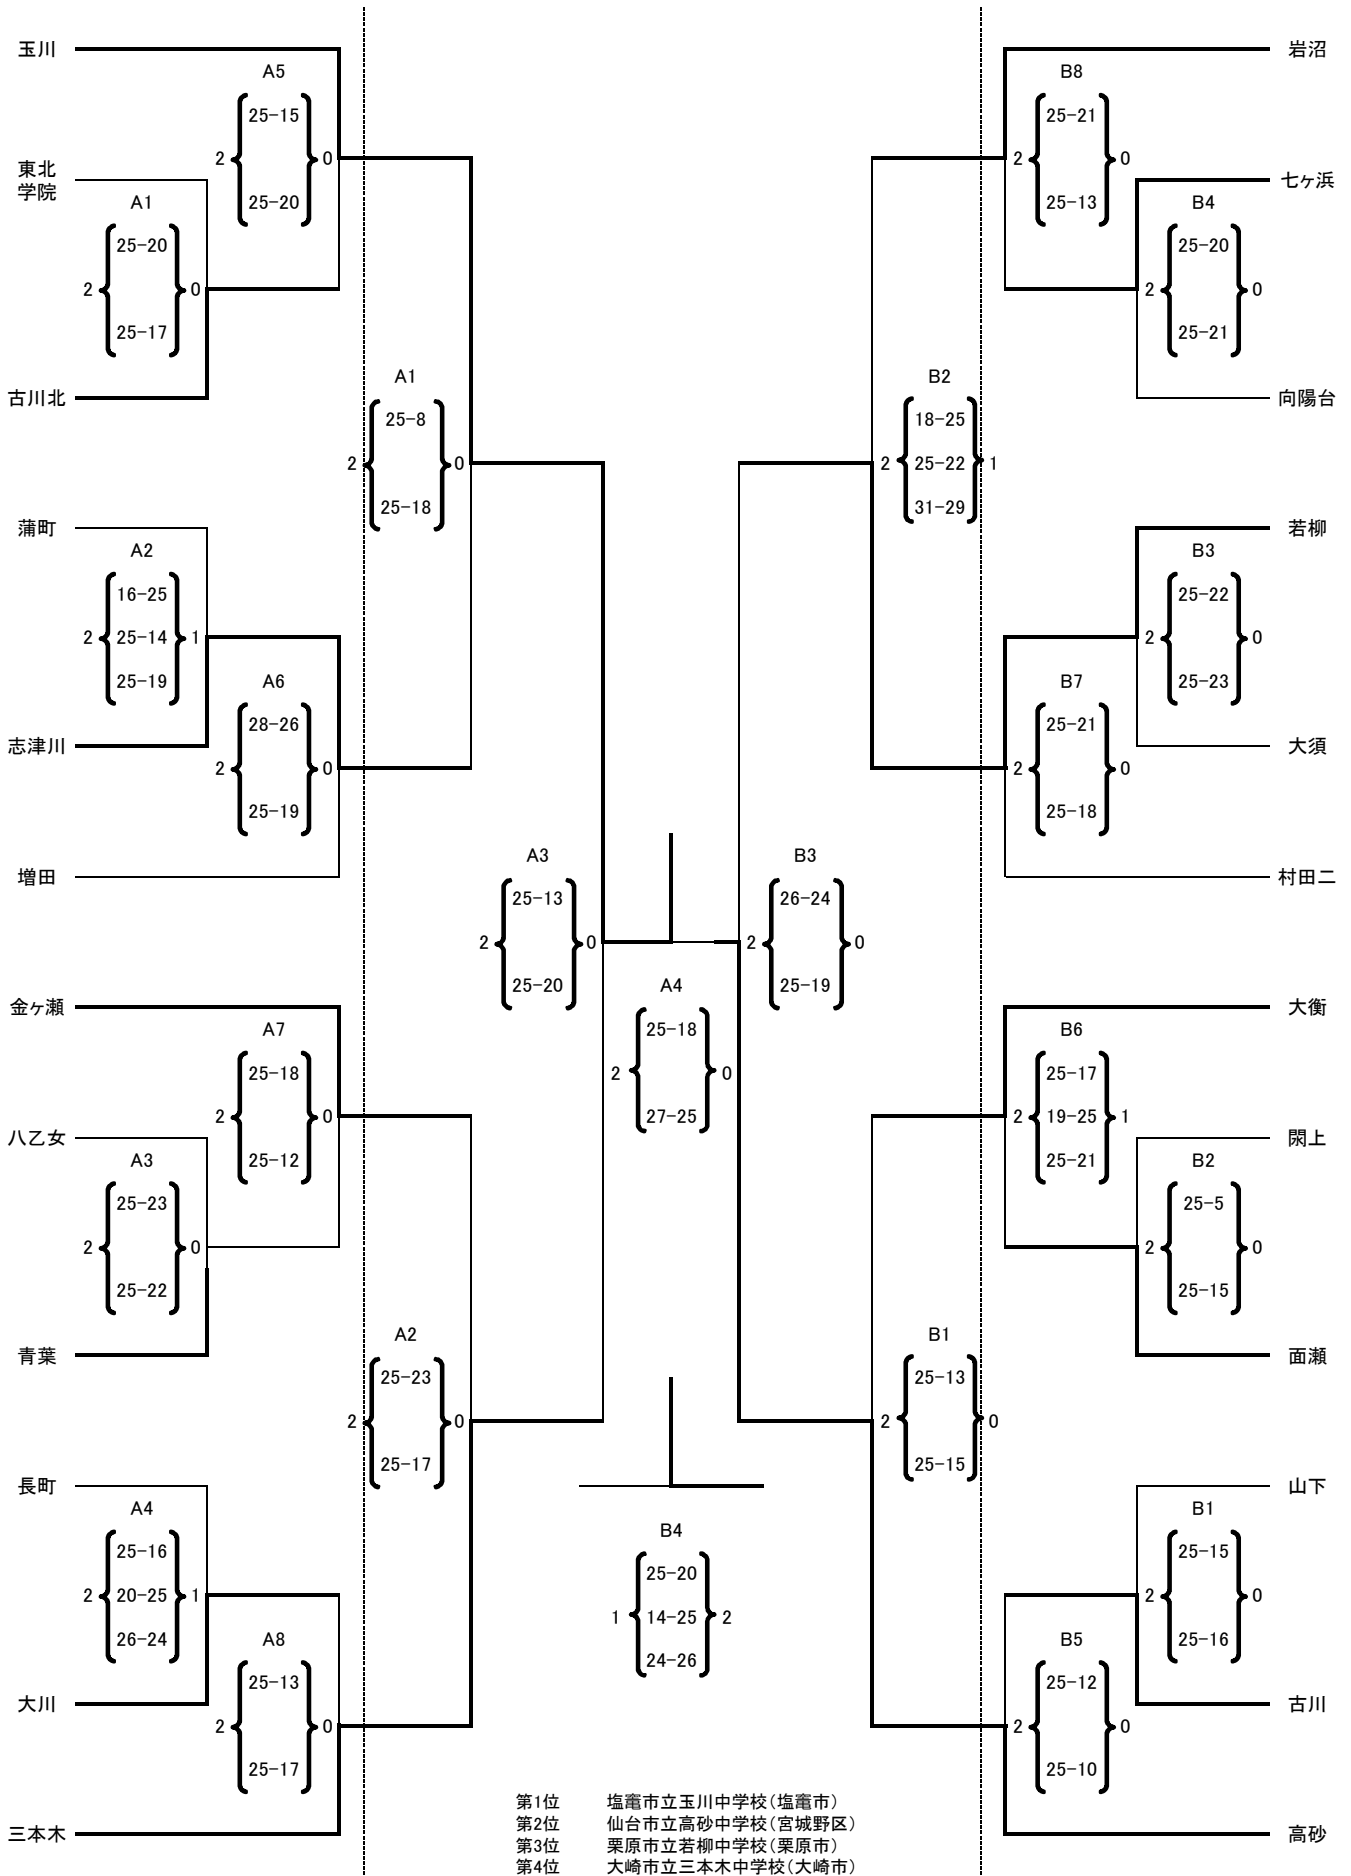 玉川
岩沼
A5
25-15
2 0
25-20
B8
25-21
2 0
25-13
東北
学院
七ヶ浜
A1
25-20
2 0
25-17
B4
25-20
2 0
25-21
古川北
向陽台
A1
25-8
2 0
25-18
B2
18-25
2 25-22 1
31-29
蒲町
若柳
A2
16-25
2 25-14 1
25-19
B3
25-22
2 0
25-23
志津川
大須
A6
28-26
2 0
25-19
B7
25-21
2 0
25-18
増田
村田二
A3
25-13
2 0
25-20
B3
26-24
2 0
25-19
A4
25-18
2 0
27-25
金ヶ瀬
大衡
A7
25-18
2 0
25-12
B6
25-17
2 19-25 1
25-21
八乙女
閖上
A3
25-23
2 0
25-22
B2
25-5
2 0
25-15
青葉
面瀬
A2
25-23
2 0
25-17
B1
25-13
2 0
25-15
長町
山下
A4
25-16
2 20-25 1
26-24
B4
25-20
1 14-25 2
24-26
B1
25-15
2 0
25-16
大川
古川
A8
25-13
2 0
25-17
B5
25-12
2 0
25-10
三本木
高砂
第1位 塩竈市立玉川中学校(塩竈市)
第2位 仙台市立高砂中学校(宮城野区)
第3位 栗原市立若柳中学校(栗原市)
第4位 大崎市立三本木中学校(大崎市)